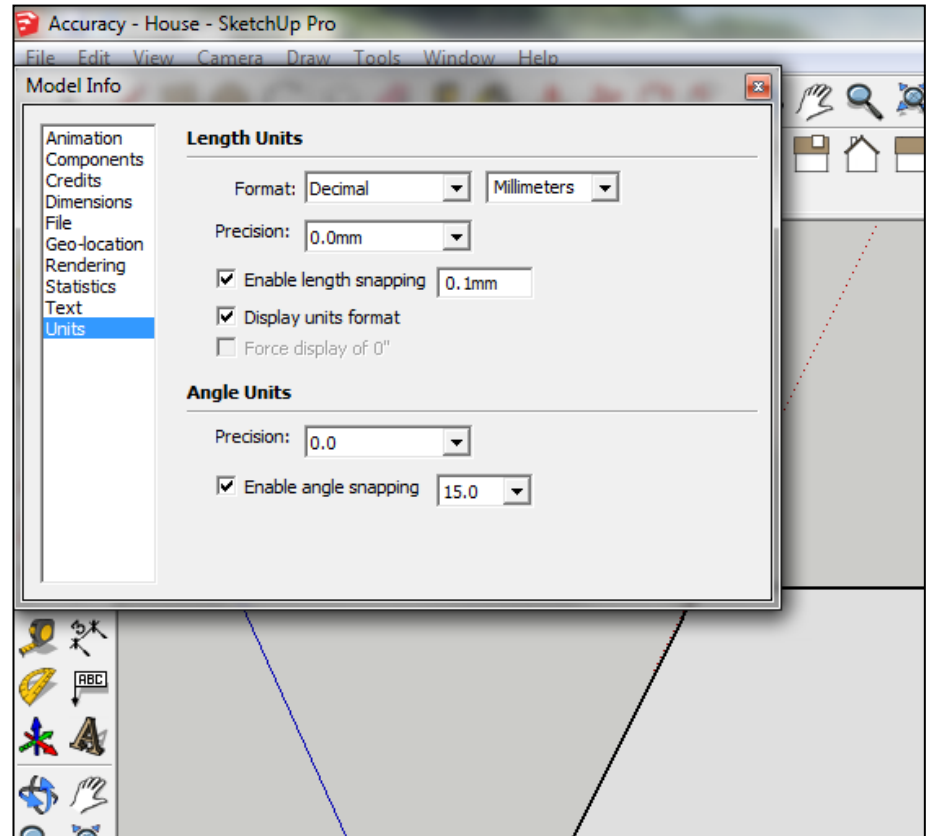 Accuracy - House - SketchUp Pro
File Edit View Camera Draw Tools Window Help
Model Info
Animation
Components
Credits
Dimensions
File
Geo-location
Rendering
Statistics
Text
Units
Length Units
Format: Decimal Millimeters
Precision: 0.0mm
Enable length snapping 0.1mm
Display units format
Force display of 0"
Angle Units
Precision: 0.0
Enable angle snapping 15.0
ABC